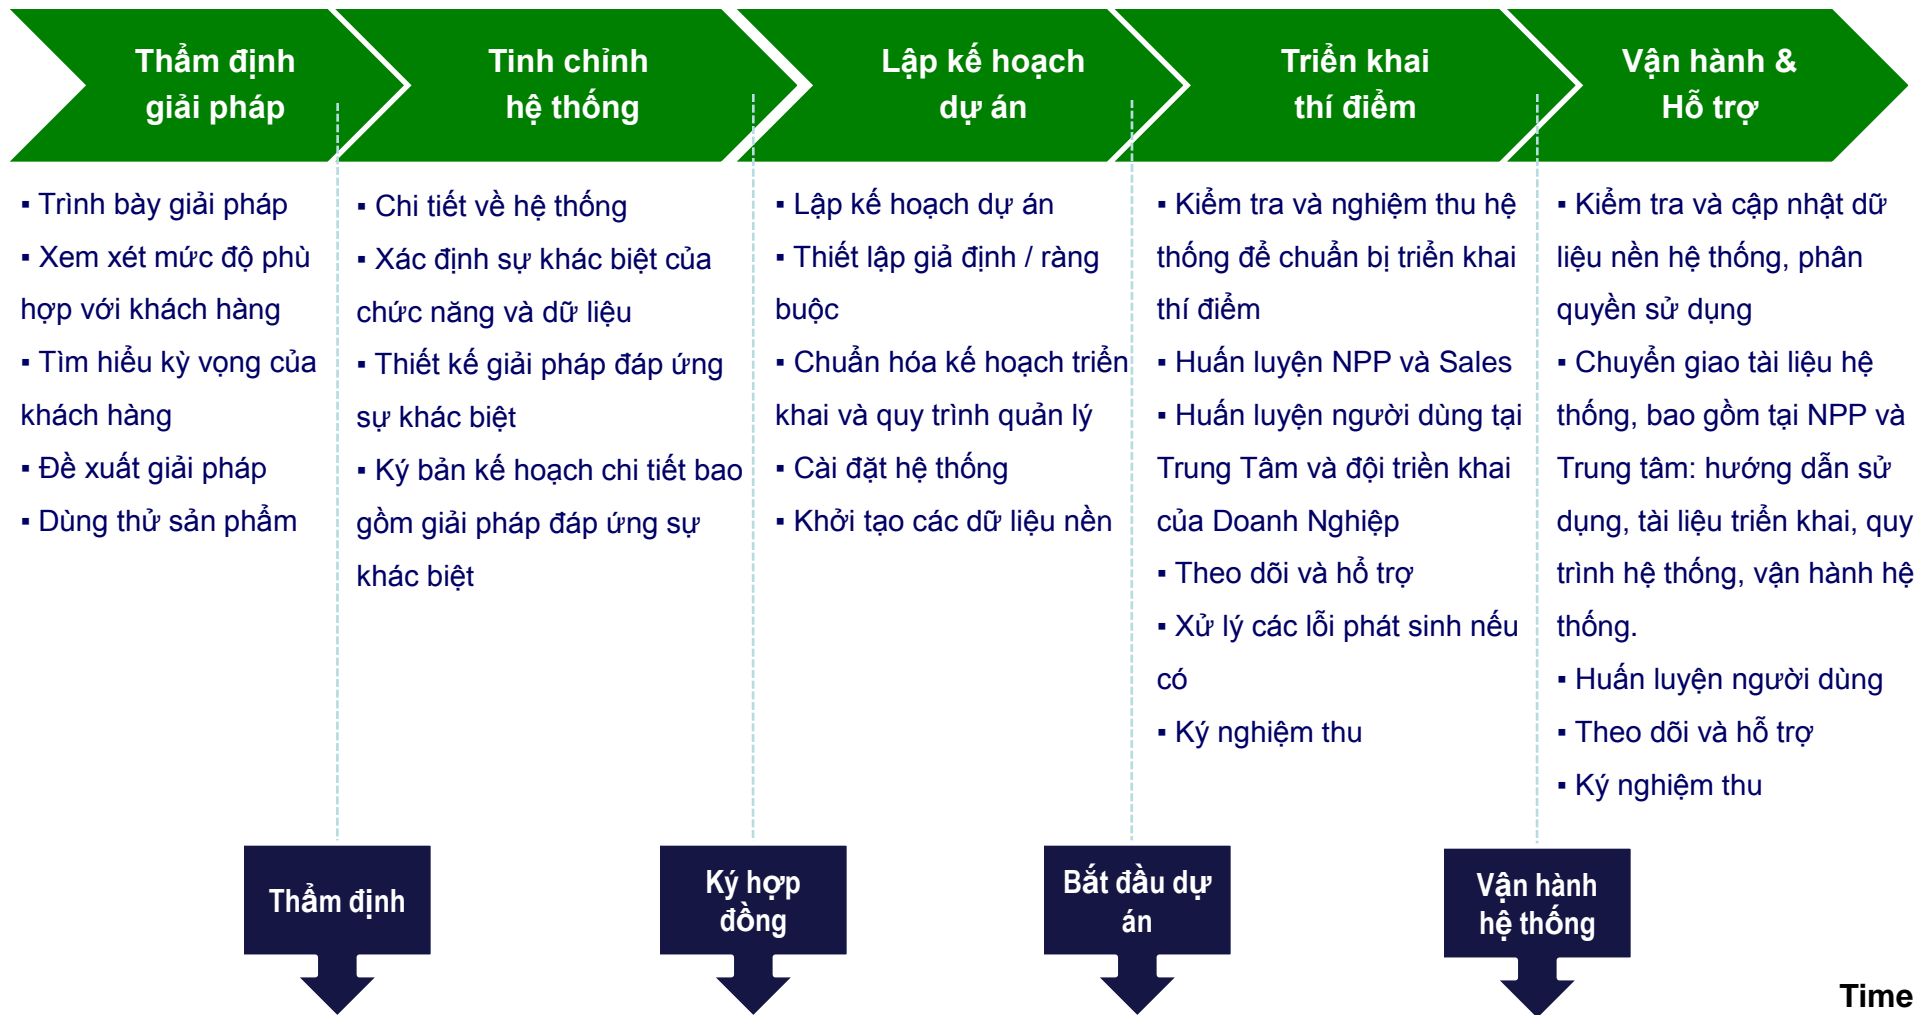 Thẩm định
giải pháp
Tinh chỉnh
hệ thống
Lập kế hoạch
dự án
Triển khai
thí điểm
Vận hành &
Hỗ trợ
▪ Trình bày giải pháp
▪ Xem xét mức độ phù
hợp với khách hàng
▪ Tìm hiểu kỳ vọng của
khách hàng
▪ Đề xuất giải pháp
▪ Dùng thử sản phẩm
▪ Chi tiết về hệ thống
▪ Xác định sự khác biệt của
chức năng và dữ liệu
▪ Thiết kế giải pháp đáp ứng
sự khác biệt
▪ Ký bản kế hoạch chi tiết bao
gồm giải pháp đáp ứng sự
khác biệt
▪ Lập kế hoạch dự án
▪ Thiết lập giả định / ràng
buộc
▪ Chuẩn hóa kế hoạch triển
khai và quy trình quản lý
▪ Cài đặt hệ thống
▪ Khởi tạo các dữ liệu nền
▪ Kiểm tra và nghiệm thu hệ
thống để chuẩn bị triển khai
thí điểm
▪ Huấn luyện NPP và Sales
▪ Huấn luyện người dùng tại
Trung Tâm và đội triền khai
của Doanh Nghiệp
▪ Theo dõi và hổ trợ
▪ Xử lý các lỗi phát sinh nếu
có
▪ Ký nghiệm thu
▪ Kiểm tra và cập nhật dữ
liệu nền hệ thống, phân
quyền sử dụng
▪ Chuyển giao tài liệu hệ
thống, bao gồm tại NPP và
Trung tâm: hướng dẫn sử
dụng, tài liệu triển khai, quy
trình hệ thống, vận hành hệ
thống.
▪ Huấn luyện người dùng
▪ Theo dõi và hỗ trợ
▪ Ký nghiệm thu
Thẩm định
Ký hợp
đồng
Bắt đầu dự
án
Vận hành
hệ thống
Time